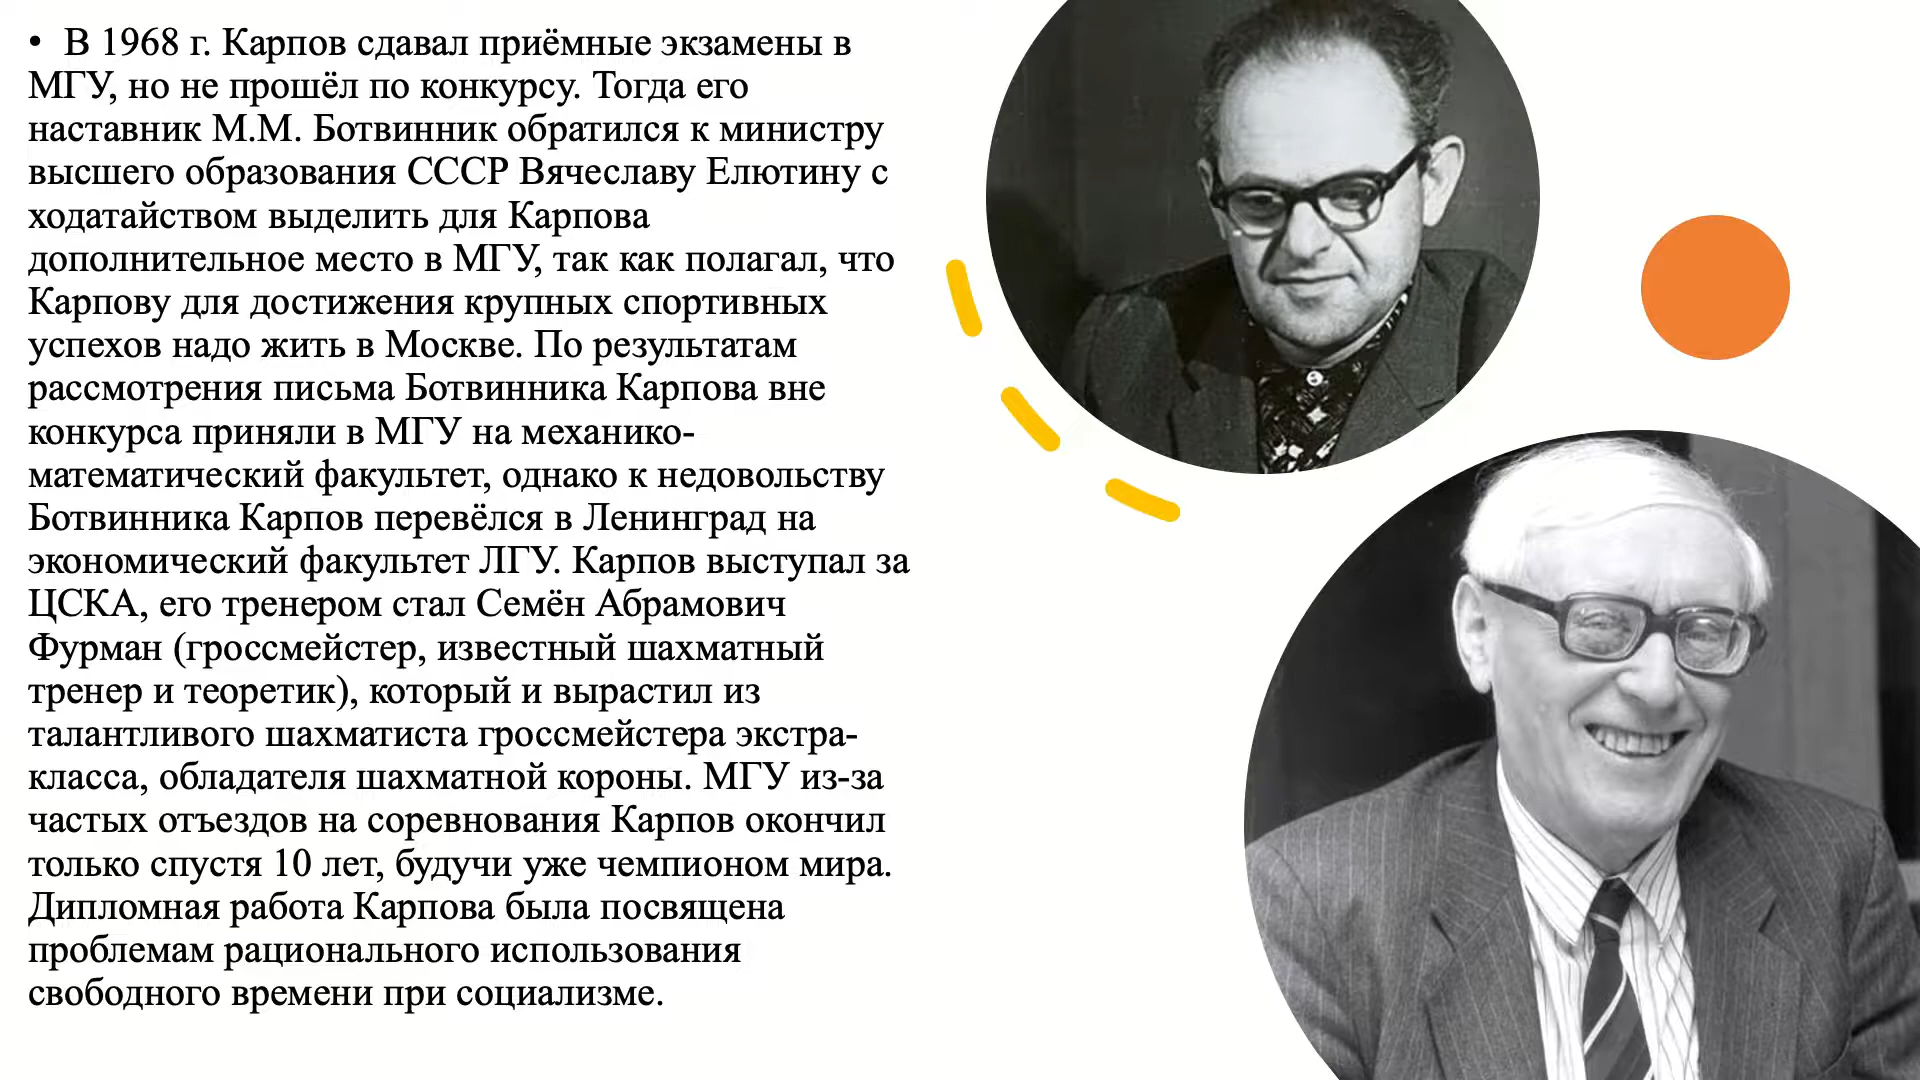 • В 1968 г. Карпов сдавал приёмные экзамены в
МГУ, но не прошёл по конкурсу. Тогда его
наставник М.М. Ботвинник обратился к министру
высшего образования СССР Вячеславу Елютину с
ходатайством выделить для Карпова
дополнительное место в МГУ, так как полагал, что
Карпову для достижения крупных спортивных
успехов надо жить в Москве. По результатам
рассмотрения письма Ботвинника Карпова вне
конкурса приняли в МГУ на механико-
математический факультет, однако к недовольству
Ботвинника Карпов перевёлся в Ленинград на
экономический факультет ЛГУ. Карпов выступал за
ЦСКА, его тренером стал Семён Абрамович
Фурман (гроссмейстер, известный шахматный
тренер и теоретик), который и вырастил из
талантливого шахматиста гроссмейстера экстра-
класса, обладателя шахматной короны. МГУ из-за
частых отъездов на соревнования Карпов окончил
только спустя 10 лет, будучи уже чемпионом мира.
Дипломная работа Карпова была посвящена
проблемам рационального использования
свободного времени при социализме.